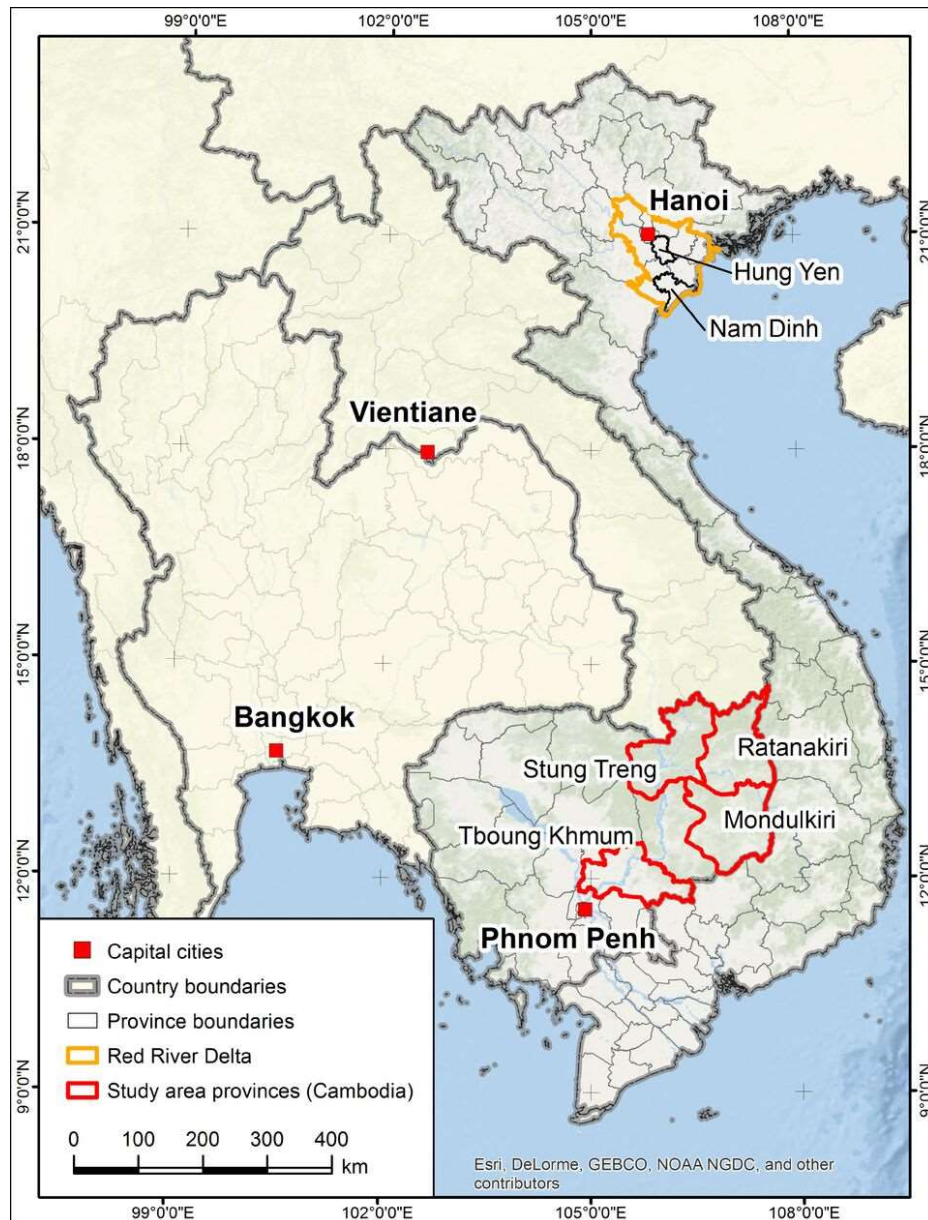 99°0'0"E 102°0'0"E 105°0'0"E 108°0'0"E
21°0'0"N
21°0'0"N
Hanoi
Hung Yen
Nam Dinh
Vientiane
18°0'0"N
18°0'0"N
15°0'0"N
15°0'0"N
Bangkok
Ratanakiri
Stung Treng
Mondulkiri
Tboung Khmum
12°0'0"N
12°0'0"N
Phnom Penh
Capital cities
Country boundaries
Province boundaries
Red River Delta
Study area provinces (Cambodia)
9°0'0"N
9°0'0"N
0 100 200 300 400
km
Esri, DeLorme, GEBCO, NOAA NGDC, and other
contributors
99°0'0"E 102°0'0"E 105°0'0"E 108°0'0"E